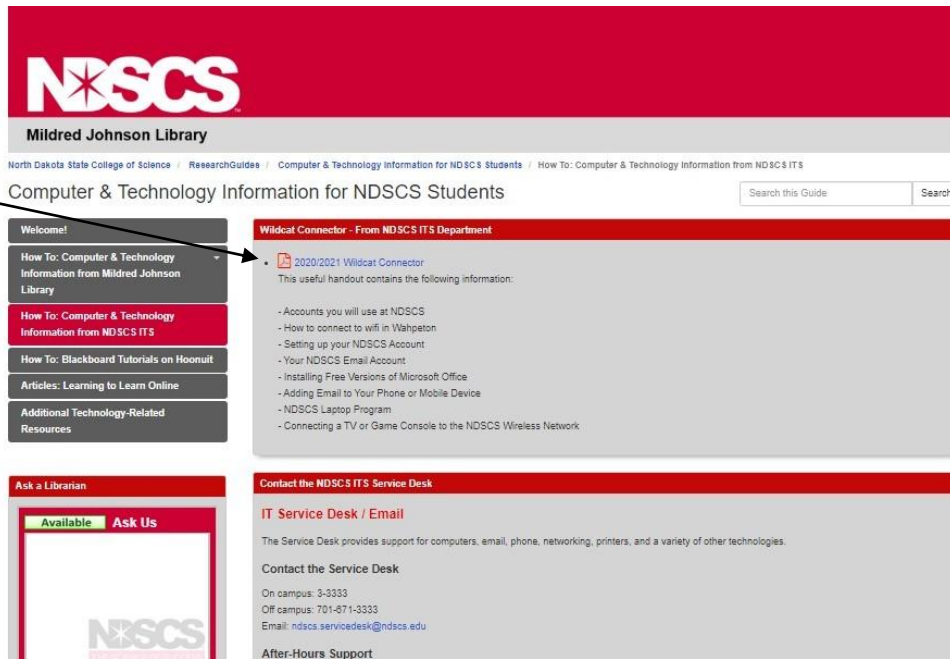 NDSCS
Mildred Johnson Library
North Dakota State College of Science / ResearchGuides / Computer & Technology Information for NDSCS Students / How To: Computer & Technology Information from NDSCS ITS
Computer & Technology Information for NDSCS Students
Search this Guide
Search
Welcome!
How To: Computer & Technology
Information from Mildred Johnson
Library
How To: Computer & Technology
Information from NDSCS ITS
How To: Blackboard Tutorials on Hoonuit
Articles: Learning to Learn Online
Additional Technology-Related
Resources
Wildcat Connector - From NDSCS ITS Department
• 2020/2021 Wildcat Connector
This useful handout contains the following information:
- Accounts you will use at NDSCS
- How to connect to wifi in Wahpeton
- Setting up your NDSCS Account
- Your NDSCS Email Account
- Installing Free Versions of Microsoft Office
- Adding Email to Your Phone or Mobile Device
- NDSCS Laptop Program
- Connecting a TV or Game Console to the NDSCS Wireless Network
Ask a Librarian
Available Ask Us
NDSCS
Contact the NDSCS ITS Service Desk
IT Service Desk / Email
The Service Desk provides support for computers, email, phone, networking, printers, and a variety of other technologies.
Contact the Service Desk
On campus: 3-3333
Off campus: 701-671-3333
Email: ndscs.servicedesk@ndscs.edu
After-Hours Support